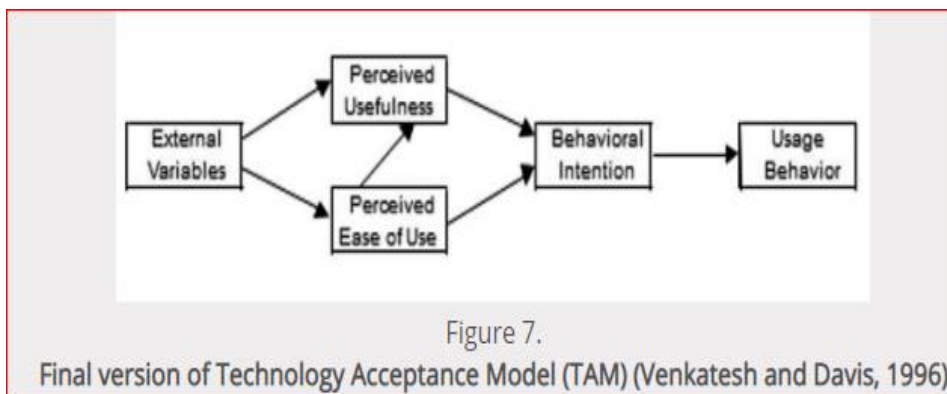 External
Variables
Perceived
Usefulness
Perceived
Ease of Use
Behavioral
Intention
Usage
Behavior
Figure 7.
Final version of Technology Acceptance Model (TAM) (Venkatesh and Davis, 1996)